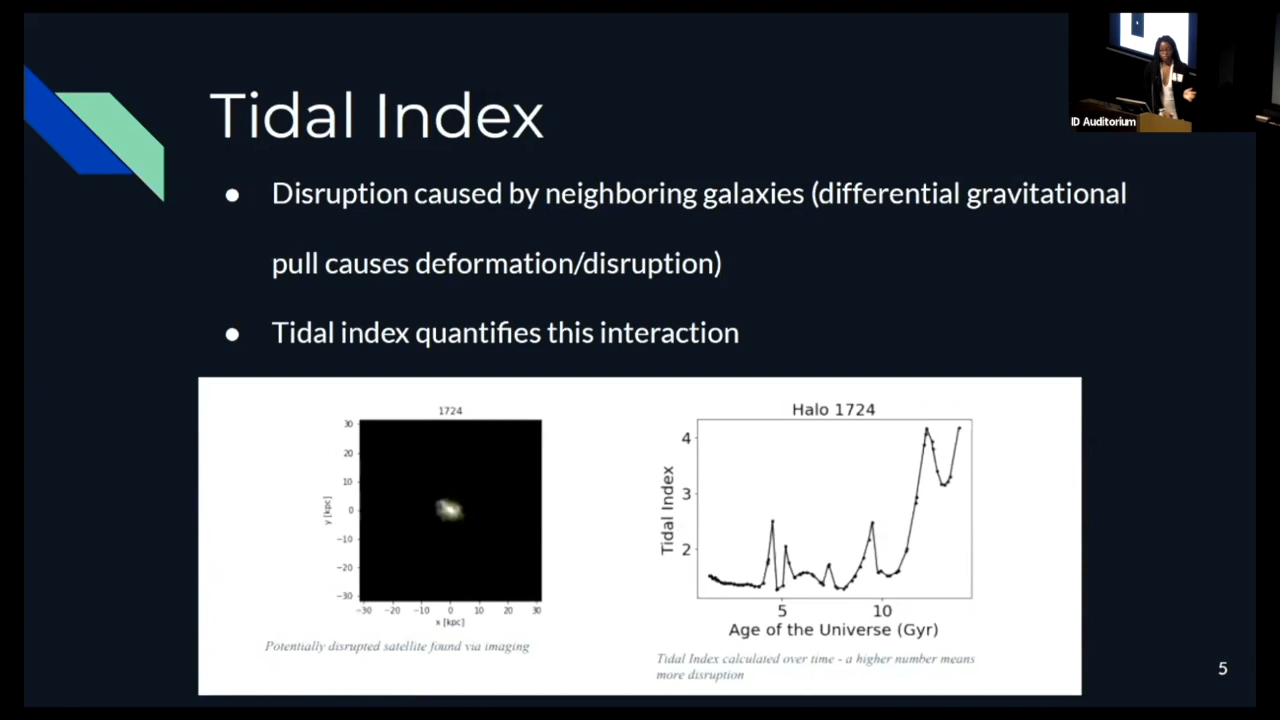 ID Auditorium
Tidal Index
● Disruption caused by neighboring galaxies (differential gravitational
pull causes deformation/disruption)
● Tidal index quantifies this interaction
1724
30
20
10
0
−10
−20
−30
y [kpc]
−30 −20 −10 0 10 20 30
x [kpc]
Potentially disrupted satellite found via imaging
Halo 1724
4
3
2
Tidal Index
5 10
Age of the Universe (Gyr)
Tidal Index calculated over time - a higher number means
more disruption
5